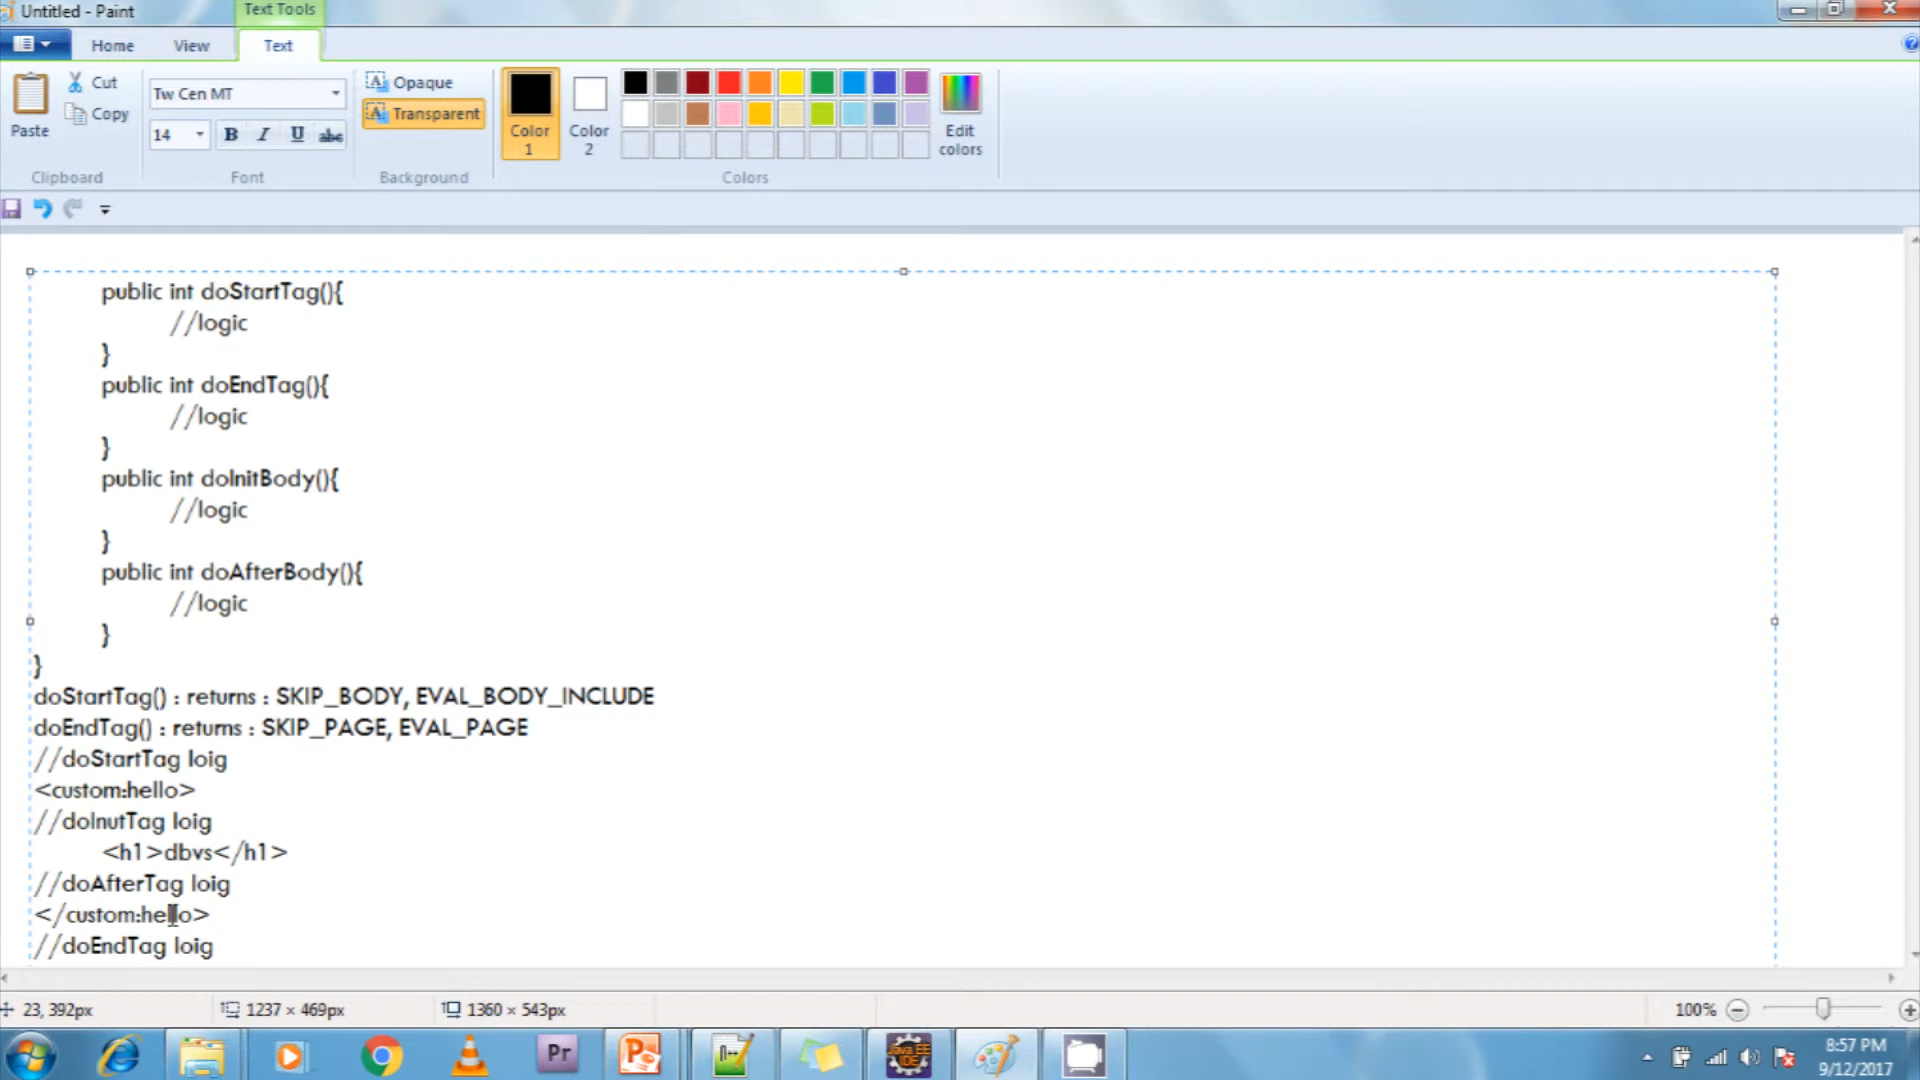 Untitled - Paint
Text Tools
Home View Text
Paste
Cut
Copy
Clipboard
Tw Cen MT
14 B I U abc
Font
Opaque
Transparent
Background
Color 1
Color 2
Edit colors
Colors
public int doStartTag(){
//logic
}
public int doEndTag(){
//logic
}
public int doInitBody(){
//logic
}
public int doAfterBody(){
//logic
}
}
doStartTag() : returns : SKIP_BODY, EVAL_BODY_INCLUDE
doEndTag() : returns : SKIP_PAGE, EVAL_PAGE
//doStartTag loig
<custom:hello>
//doInutTag loig
<h1>dbvs</h1>
//doAfterTag loig
</custom:hello>
//doEndTag loig
23, 392px
1237 × 469px
1360 × 543px
100%
Pr
Java EE IDE
8:57 PM
9/12/2017